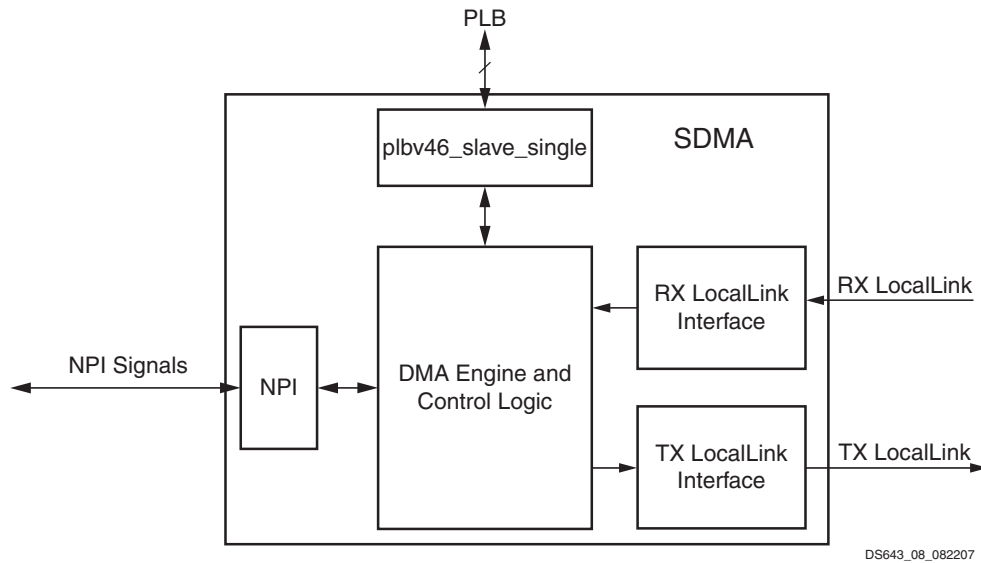 PLB
plbv46_slave_single
SDMA
RX LocalLink
Interface
RX LocalLink
NPI Signals
NPI
DMA Engine and
Control Logic
TX LocalLink
Interface
TX LocalLink
DS643_08_082207